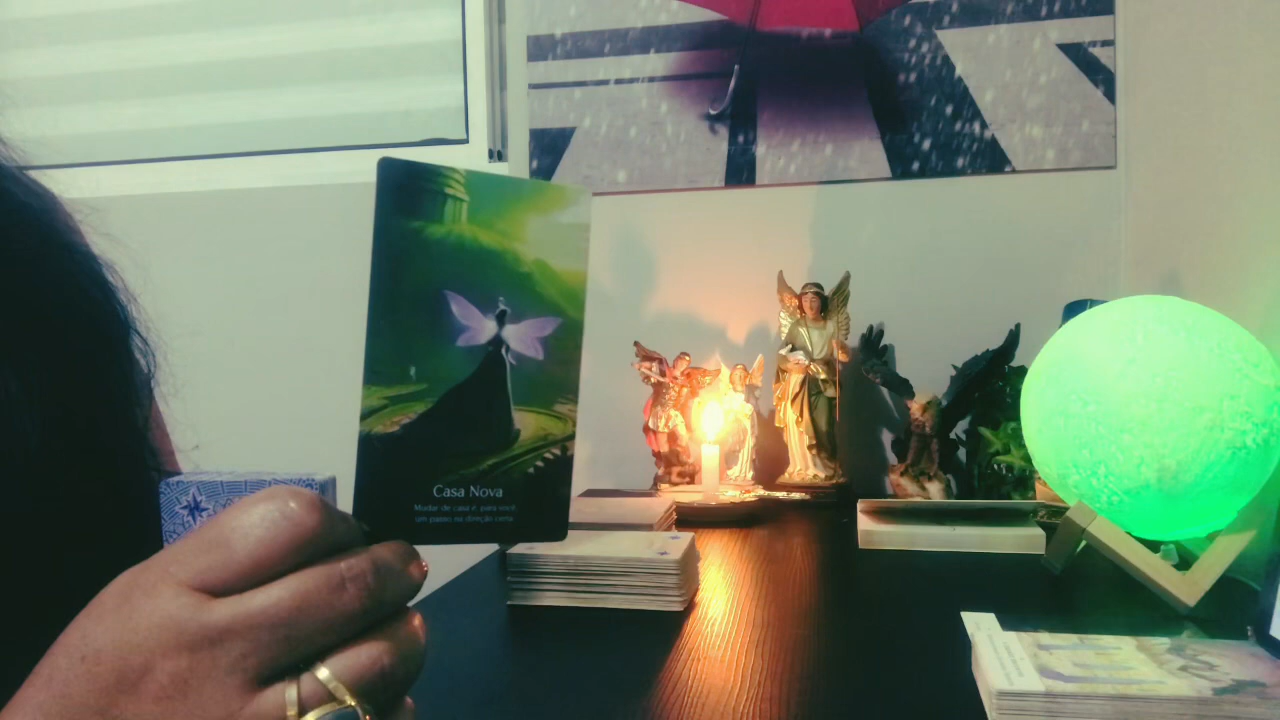 Casa Nova
Mudar de casa é, para você,
um passo na direção certa.